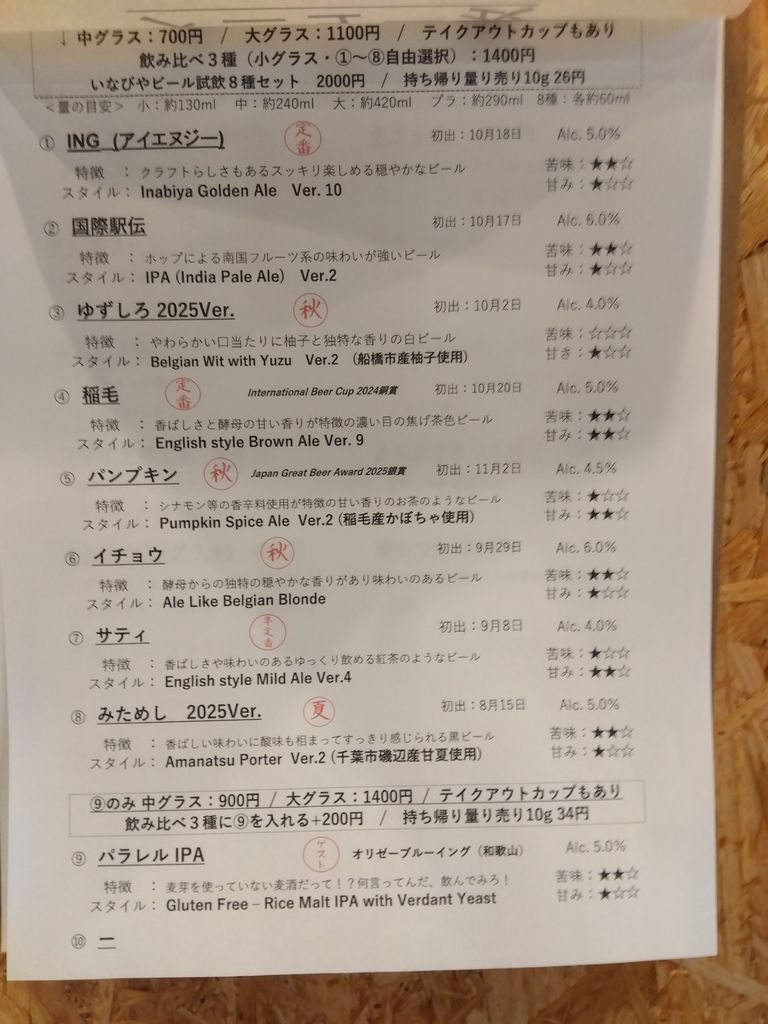 ↓ 中グラス：700円 / 大グラス：1100円 / テイクアウトカップもあり
飲み比べ３種（小グラス・①～⑧自由選択）：1400円
いなびやビール試飲８種セット 2000円 / 持ち帰り量り売り10g 26円
＜量の目安＞ 小：約130ml 中：約240ml 大：約420ml プラ：約290ml 8種：各約60ml
① ING (アイエヌジー) 定番 初出：10月18日 Alc. 5.0%
特徴 ：クラフトらしさもあるスッキリ楽しめる穏やかなビール 苦味：★★☆
スタイル：Inabiya Golden Ale Ver. 10 甘み：★☆☆
② 国際駅伝 初出：10月17日 Alc. 6.0%
特徴 ：ホップによる南国フルーツ系の味わいが強いビール 苦味：★★☆
スタイル：IPA (India Pale Ale) Ver.2 甘み：★☆☆
③ ゆずしろ 2025Ver. 秋 初出：10月2日 Alc. 4.0%
特徴 ：やわらかい口当たりに柚子と独特な香りの白ビール 苦味：☆☆☆
スタイル：Belgian Wit with Yuzu Ver.2 （船橋市産柚子使用） 甘さ：★☆☆
④ 稲毛 定番 International Beer Cup 2024銅賞 初出：10月20日 Alc. 5.0%
特徴 ：香ばしさと酵母の甘い香りが特徴の濃い目の焦げ茶色ビール 苦味：★★☆
スタイル：English style Brown Ale Ver. 9 甘み：★★☆
⑤ パンプキン 秋 Japan Great Beer Award 2025銀賞 初出：11月2日 Alc. 4.5%
特徴 ：シナモン等の香辛料使用が特徴の甘い香りのお茶のようなビール 苦味：★☆☆
スタイル：Pumpkin Spice Ale Ver.2 (稲毛産かぼちゃ使用) 甘み：★★☆
⑥ イチョウ 秋 初出：9月29日 Alc. 6.0%
特徴 ：酵母からの独特の穏やかな香りがあり味わいのあるビール 苦味：★★☆
スタイル：Ale Like Belgian Blonde 甘み：★☆☆
⑦ サティ 準定番 初出：9月8日 Alc. 4.0%
特徴 ：香ばしさや味わいのあるゆっくり飲める紅茶のようなビール 苦味：★☆☆
スタイル：English style Mild Ale Ver.4 甘み：★★☆
⑧ みためし 2025Ver. 夏 初出：8月15日 Alc. 5.0%
特徴 ：香ばしい味わいに酸味も相まってすっきり感じられる黒ビール 苦味：★★☆
スタイル：Amanatsu Porter Ver.2 (千葉市磯辺産甘夏使用) 甘み：★☆☆
⑨のみ 中グラス：900円 / 大グラス：1400円 / テイクアウトカップもあり
飲み比べ３種に⑨を入れる+200円 / 持ち帰り量り売り10g 34円
⑨ パラレル IPA ゲスト オリゼーブルーイング（和歌山） Alc. 5.0%
特徴 ：麦芽を使っていない麦酒だって！？何言ってんだ、飲んでみろ！ 苦味：★★☆
スタイル：Gluten Free – Rice Malt IPA with Verdant Yeast 甘み：★☆☆
⑩ ー